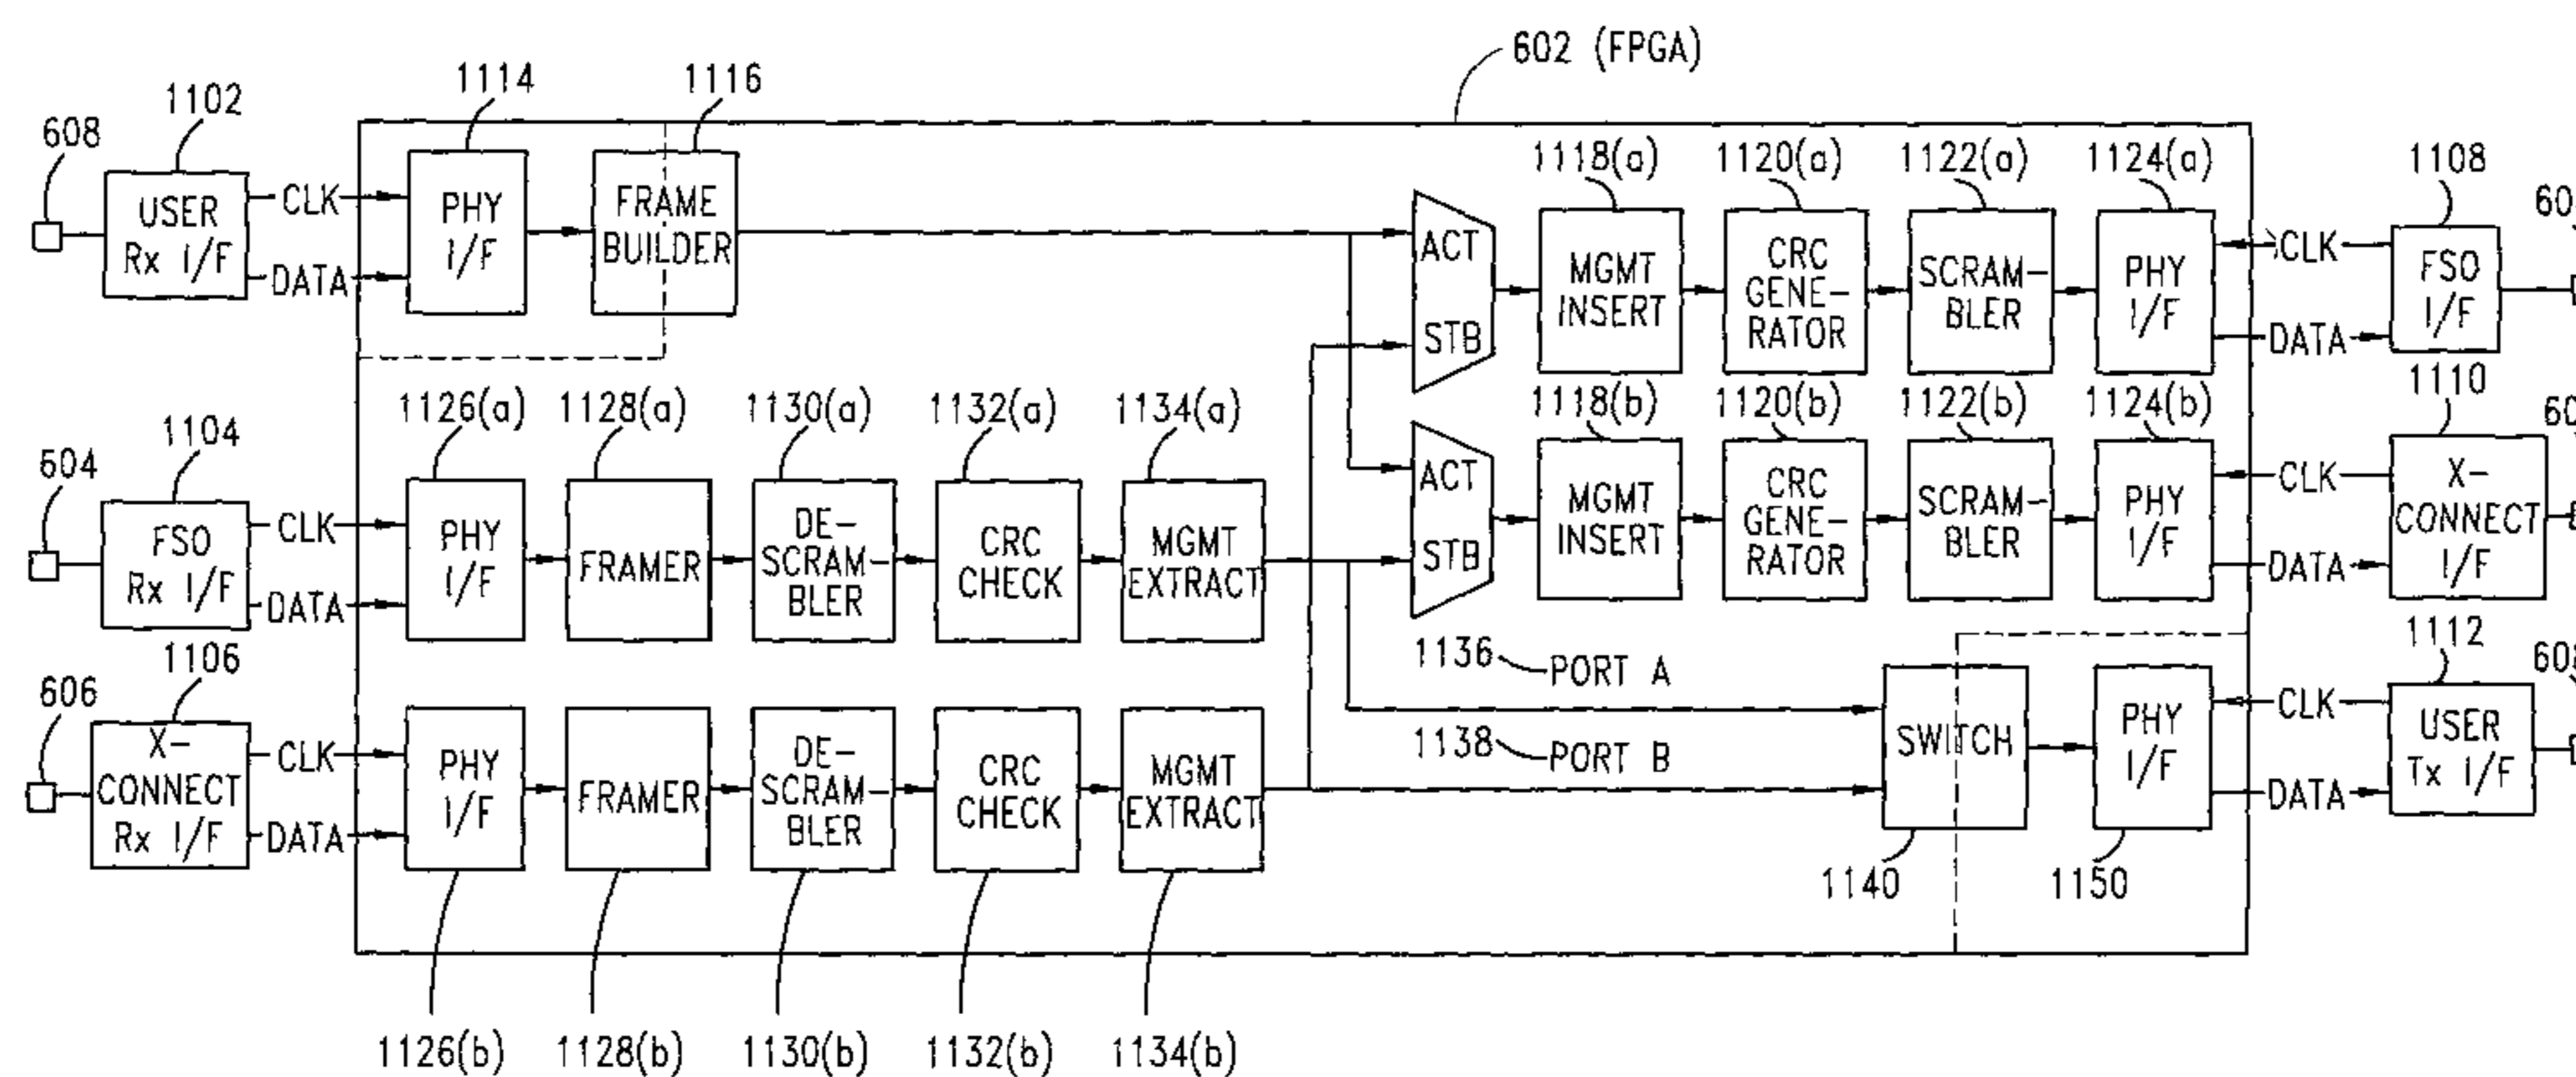 602 (FPGA)
1114
1116
1102
608
USER
Rx I/F
CLK
DATA
PHY
I/F
FRAME
BUILDER
ACT
STB
1118(a)
1120(a)
1122(a)
1124(a)
1108
MGMT
INSERT
CRC
GENE-
RATOR
SCRAM-
BLER
PHY
I/F
CLK
DATA
FSO
I/F
1126(a)
1128(a)
1130(a)
1132(a)
1134(a)
1104
604
FSO
Rx I/F
CLK
DATA
PHY
I/F
FRAMER
DE-
SCRAM-
BLER
CRC
CHECK
MGMT
EXTRACT
ACT
STB
1118(b)
1120(b)
1122(b)
1124(b)
1110
MGMT
INSERT
CRC
GENE-
RATOR
SCRAM-
BLER
PHY
I/F
CLK
DATA
X-
CONNECT
I/F
1106
606
X-
CONNECT
Rx I/F
CLK
DATA
PHY
I/F
FRAMER
DE-
SCRAM-
BLER
CRC
CHECK
MGMT
EXTRACT
1136
PORT A
1138
PORT B
SWITCH
1140
PHY
I/F
1150
CLK
DATA
1112
USER
Tx I/F
1126(b)
1128(b)
1130(b)
1132(b)
1134(b)